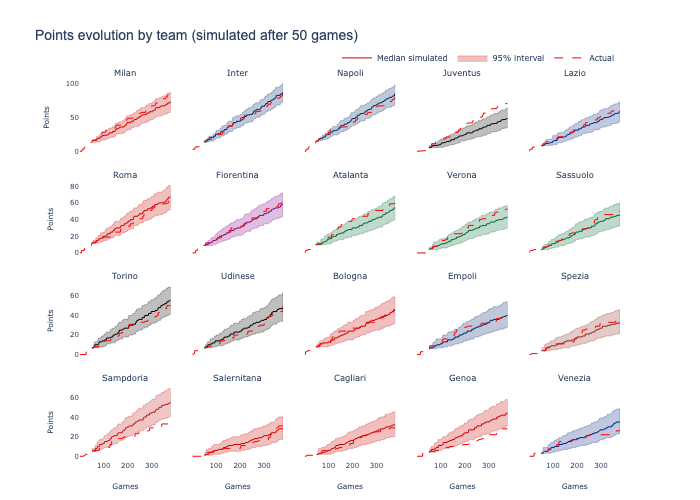 Points evolution by team (simulated after 50 games)
Median simulated 95% interval Actual
Milan Inter Napoli Juventus Lazio
100
50
0
Points
Roma Fiorentina Atalanta Verona Sassuolo
80
60
40
20
0
Points
Torino Udinese Bologna Empoli Spezia
60
40
20
0
Points
Sampdoria Salernitana Cagliari Genoa Venezia
60
40
20
0
Points
100 200 300 100 200 300 100 200 300 100 200 300 100 200 300
Games Games Games Games Games